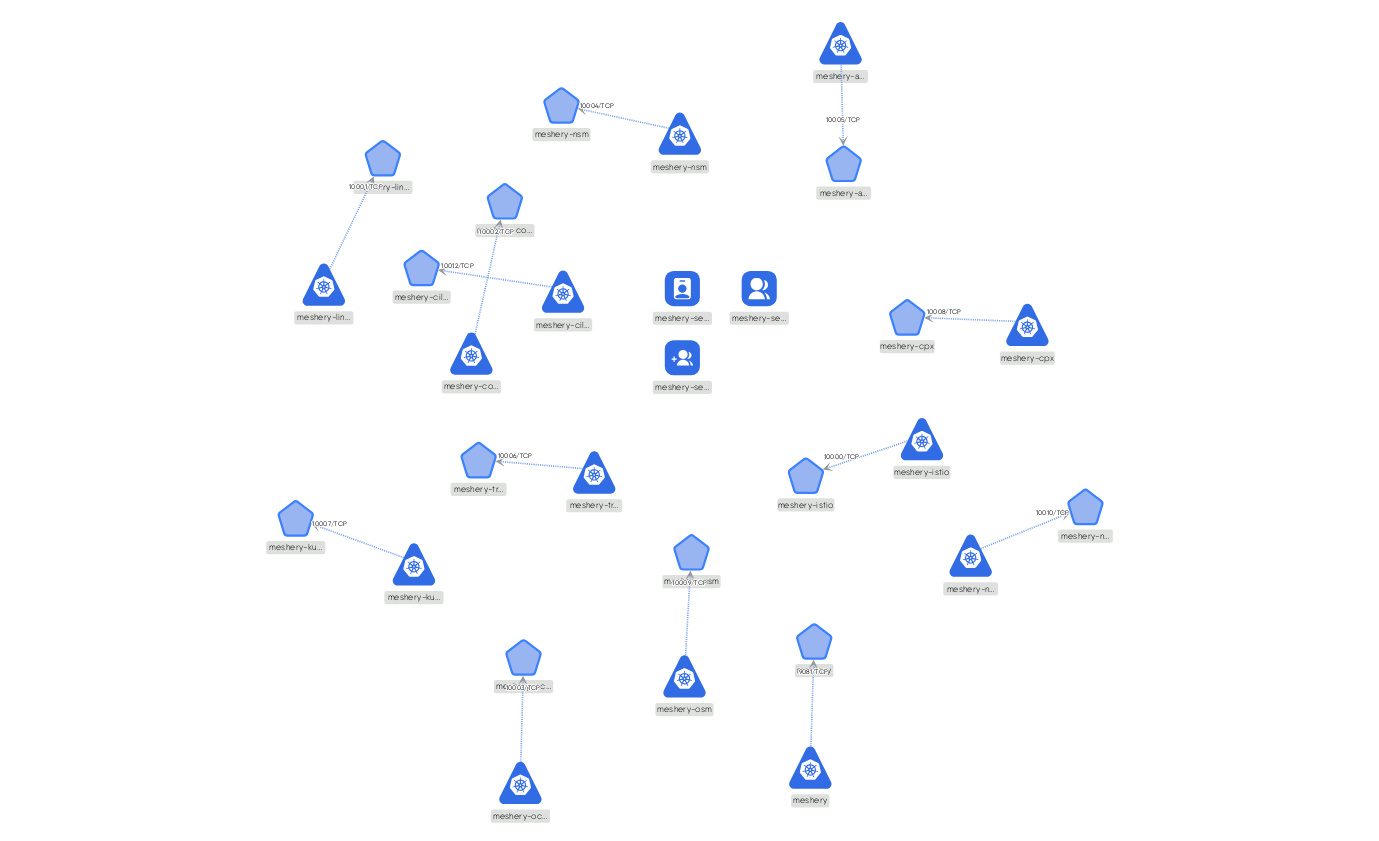 meshery-a...
10004/TCP
meshery-nsm
10005/TCP
meshery-nsm
10001/TCP ry-lin...
meshery-a...
10002/TCP co...
10012/TCP
meshery-cil...
meshery-lin...
meshery-cil...
meshery-se...
meshery-se...
10008/TCP
meshery-cpx
meshery-cpx
meshery-co...
meshery-se...
10006/TCP
meshery-tr...
meshery-tr...
10000/TCP
meshery-istio
meshery-istio
10007/TCP
meshery-ku...
10010/TCP
meshery-n...
meshery-ku...
meshery-n...
10009/TCP sm
10003/TCP
9081/TCP
meshery-osm
meshery
meshery-oc...